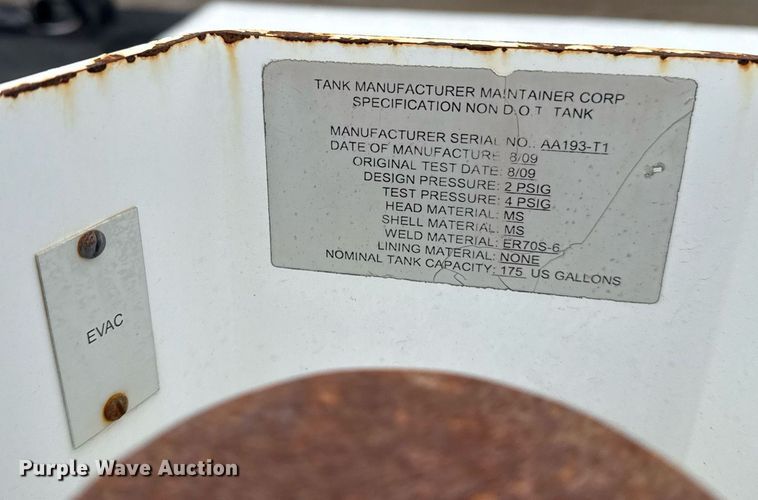 TANK MANUFACTURER MAINTAINER CORP
SPECIFICATION NON D.O.T. TANK
MANUFACTURER SERIAL NO.: AA193-T1
DATE OF MANUFACTURE: 8/09
ORIGINAL TEST DATE: 8/09
DESIGN PRESSURE: 2 PSIG
TEST PRESSURE: 4 PSIG
HEAD MATERIAL: MS
SHELL MATERIAL: MS
WELD MATERIAL: ER70S-6
LINING MATERIAL: NONE
NOMINAL TANK CAPACITY: 175 US GALLONS
EVAC
Purple Wave Auction